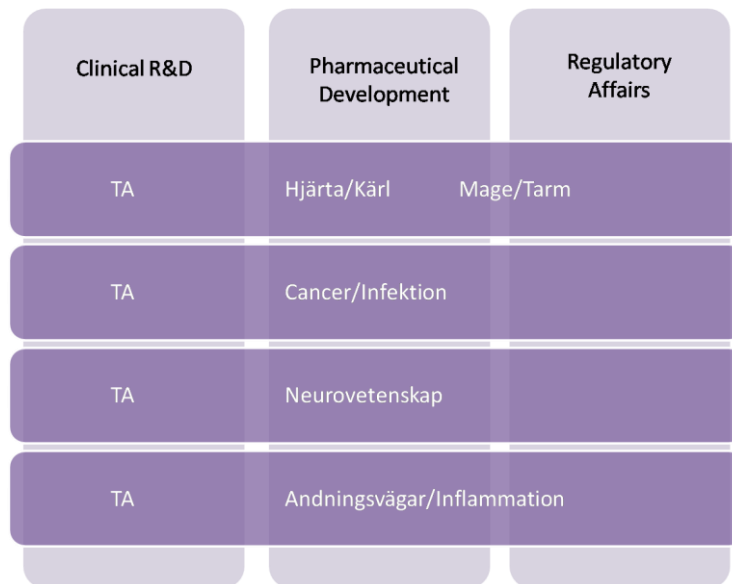 Clinical R&D
Pharmaceutical
Development
Regulatory
Affairs
TA Hjärta/Kärl Mage/Tarm
TA Cancer/Infektion
TA Neurovetenskap
TA Andningsvägar/Inflammation